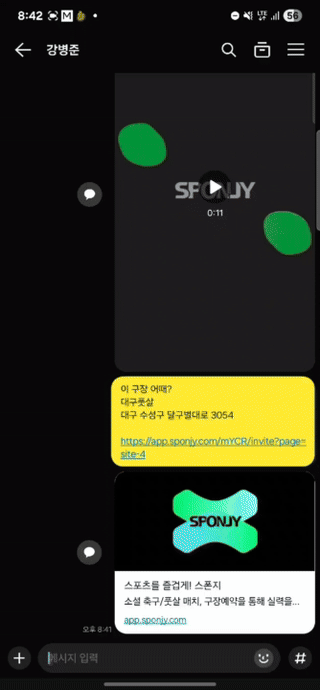 8:42 M LTE 56
강병준
SPONJY
0:11
이 구장 어때?
대구풋살
대구 수성구 달구벌대로 3054
https://app.sponjy.com/mYCR/invite?page=
site-4
SPONJY
스포츠를 즐겁게! 스폰지
소셜 축구/풋살 매치, 구장예약을 통해 실력을...
app.sponjy.com
오후 8:41
메시지 입력